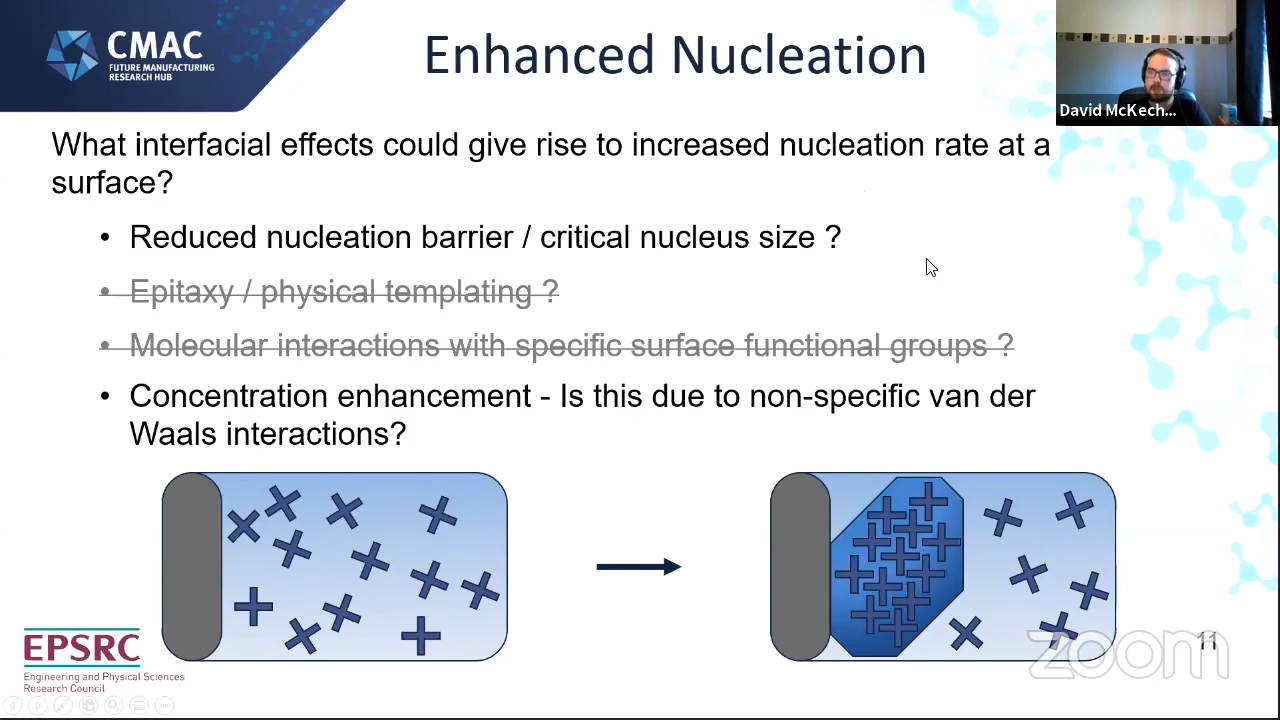 CMAC
FUTURE MANUFACTURING
RESEARCH HUB
Enhanced Nucleation
David McKech...
What interfacial effects could give rise to increased nucleation rate at a
surface?
• Reduced nucleation barrier / critical nucleus size ?
• Epitaxy / physical templating ?
• Molecular interactions with specific surface functional groups ?
• Concentration enhancement - Is this due to non-specific van der
Waals interactions?
EPSRC
Engineering and Physical Sciences
Research Council
11
zoom